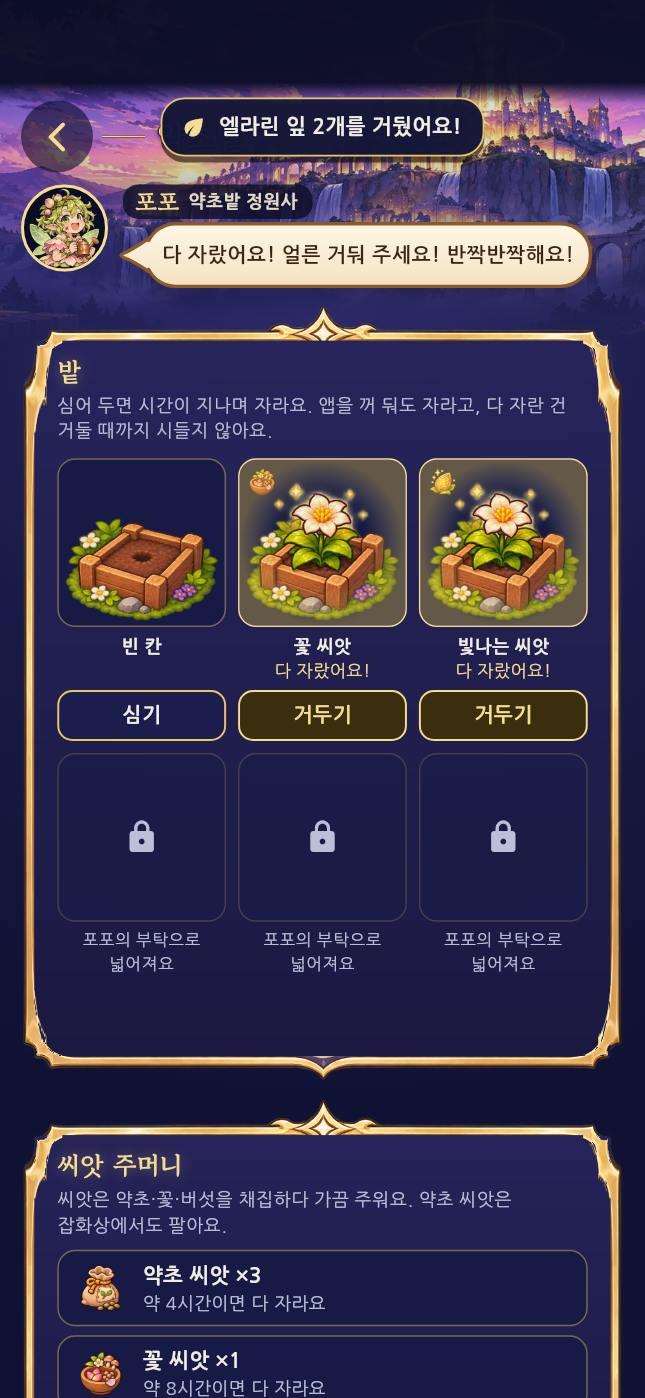 엘라린 잎 2개를 거뒀어요!
포포 약초밭 정원사
다 자랐어요! 얼른 거둬 주세요! 반짝반짝해요!
밭
심어 두면 시간이 지나며 자라요. 앱을 꺼 둬도 자라고, 다 자란 건
거둘 때까지 시들지 않아요.
빈 칸
꽃 씨앗
빛나는 씨앗
다 자랐어요!
다 자랐어요!
심기
거두기
거두기
포포의 부탁으로
넓어져요
포포의 부탁으로
넓어져요
포포의 부탁으로
넓어져요
씨앗 주머니
씨앗은 약초·꽃·버섯을 채집하다 가끔 주워요. 약초 씨앗은
잡화상에서도 팔아요.
약초 씨앗 ×3
약 4시간이면 다 자라요
꽃 씨앗 ×1
약 8시간이면 다 자라요